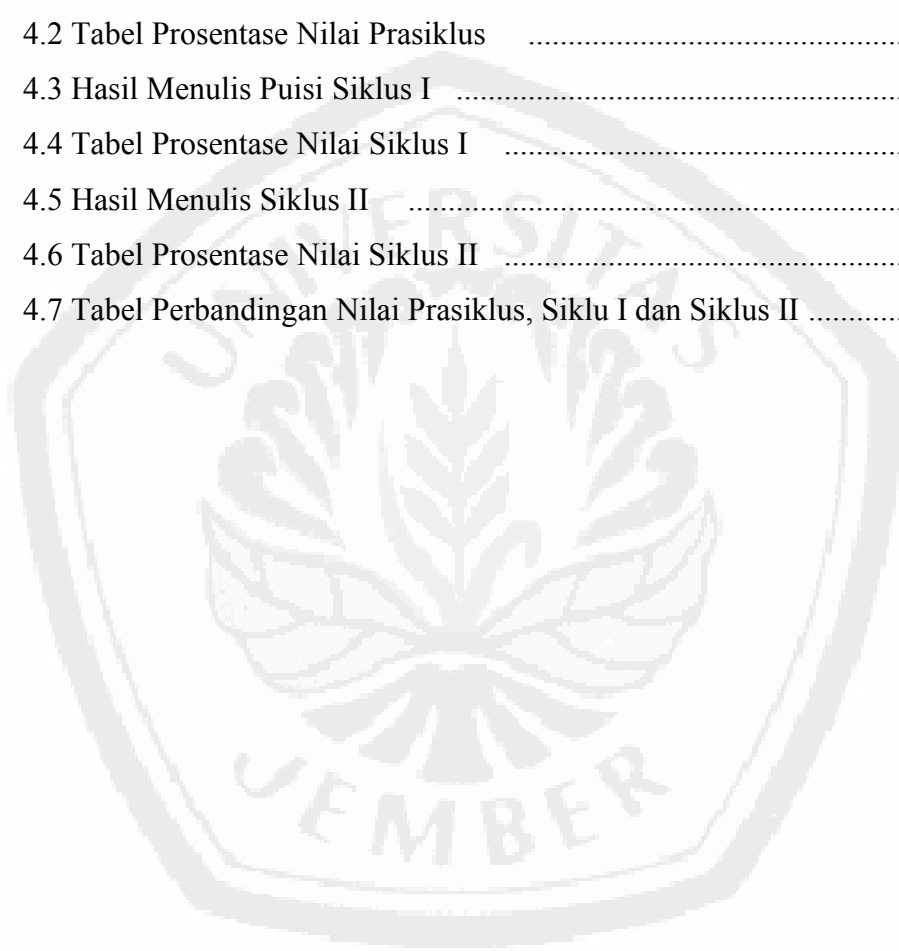 4.2 Tabel Prosentase Nilai Prasiklus ........................................
4.3 Hasil Menulis Puisi Siklus I ................................................
4.4 Tabel Prosentase Nilai Siklus I ...........................................
4.5 Hasil Menulis Siklus II .....................................................
4.6 Tabel Prosentase Nilai Siklus II ..........................................
4.7 Tabel Perbandingan Nilai Prasiklus, Siklu I dan Siklus II ..........
UNIVERSITAS
JEMBER